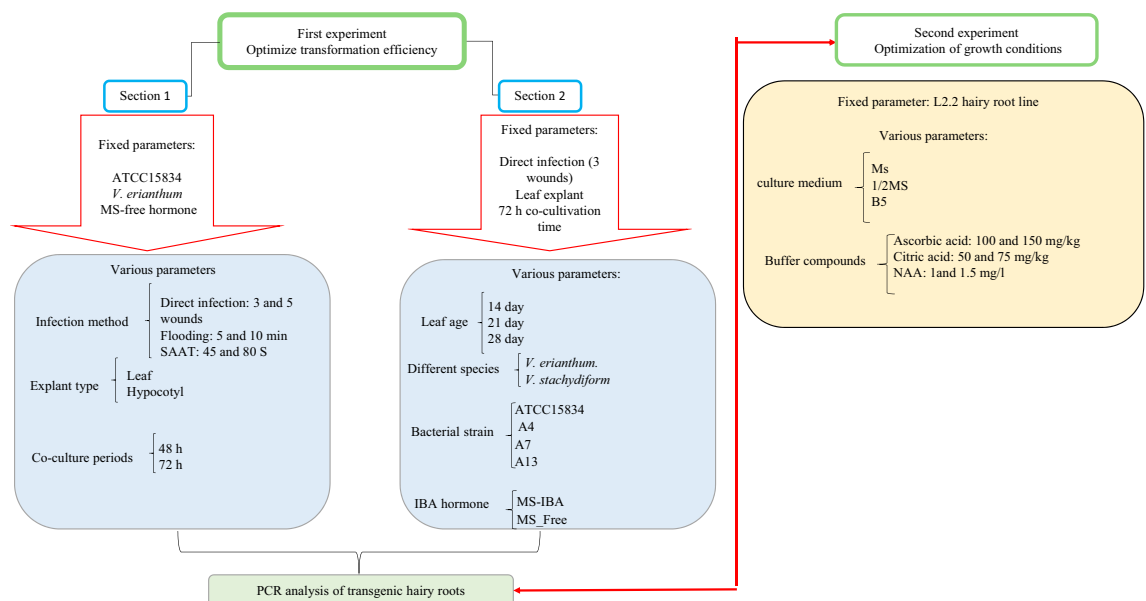 First experiment
Optimize transformation efficiency
Section 1
Fixed parameters:
ATCC15834
V. erianthum
MS-free hormone
Various parameters
Infection method
Direct infection: 3 and 5
wounds
Flooding: 5 and 10 min
SAAT: 45 and 80 S
Explant type
Leaf
Hypocotyl
Co-culture periods
48 h
72 h
Section 2
Fixed parameters:
Direct infection (3
wounds)
Leaf explant
72 h co-cultivation
time
Various parameters:
Leaf age
14 day
21 day
28 day
Different species
V. erianthum.
V. stachydiform
Bacterial strain
ATCC15834
A4
A7
A13
IBA hormone
MS-IBA
MS_Free
PCR analysis of transgenic hairy roots
Second experiment
Optimization of growth conditions
Fixed parameter: L2.2 hairy root line
Various parameters:
culture medium
Ms
1/2MS
B5
Buffer compounds
Ascorbic acid: 100 and 150 mg/kg
Citric acid: 50 and 75 mg/kg
NAA: 1and 1.5 mg/l